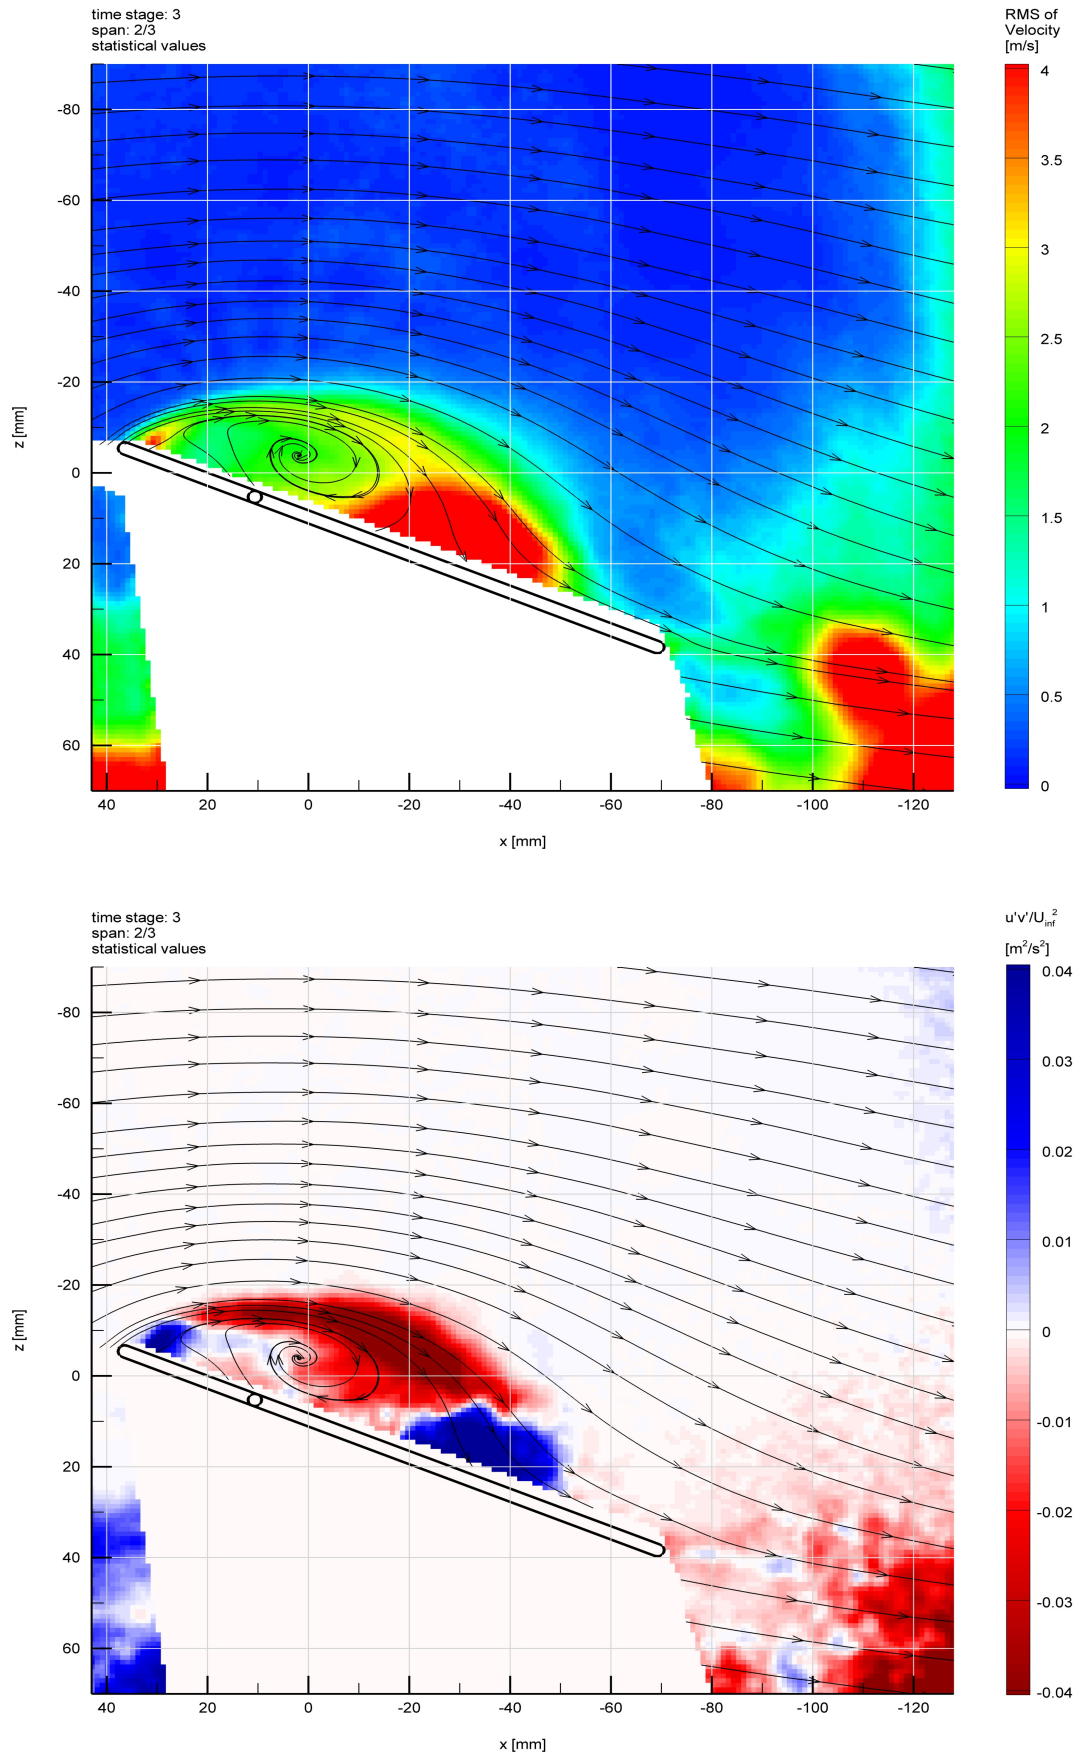 time stage: 3
span: 2/3
statistical values
RMS of
Velocity
[m/s]
-80
-60
-40
-20
0
20
40
60
z [mm]
40 20 0 -20 -40 -60 -80 -100 -120
x [mm]
4
3.5
3
2.5
2
1.5
1
0.5
0
time stage: 3
span: 2/3
statistical values
u'v'/U_inf^2
[m^2/s^2]
-80
-60
-40
-20
0
20
40
60
z [mm]
40 20 0 -20 -40 -60 -80 -100 -120
x [mm]
0.04
0.03
0.02
0.01
0
-0.01
-0.02
-0.03
-0.04